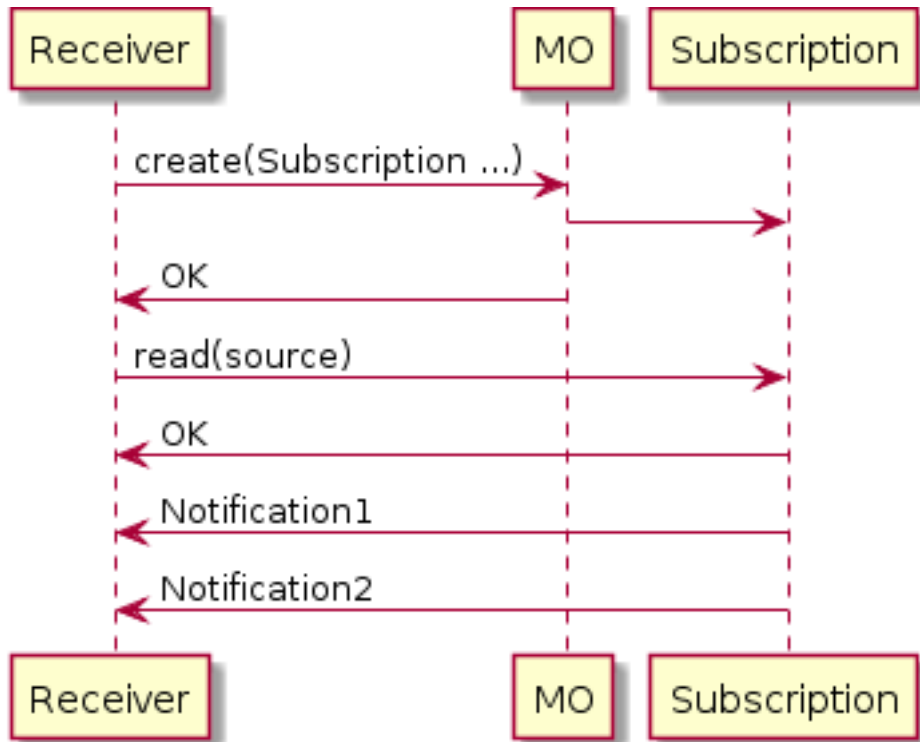 Receiver MO Subscription
create(Subscription ...)
OK
read(source)
OK
Notification1
Notification2
Receiver MO Subscription